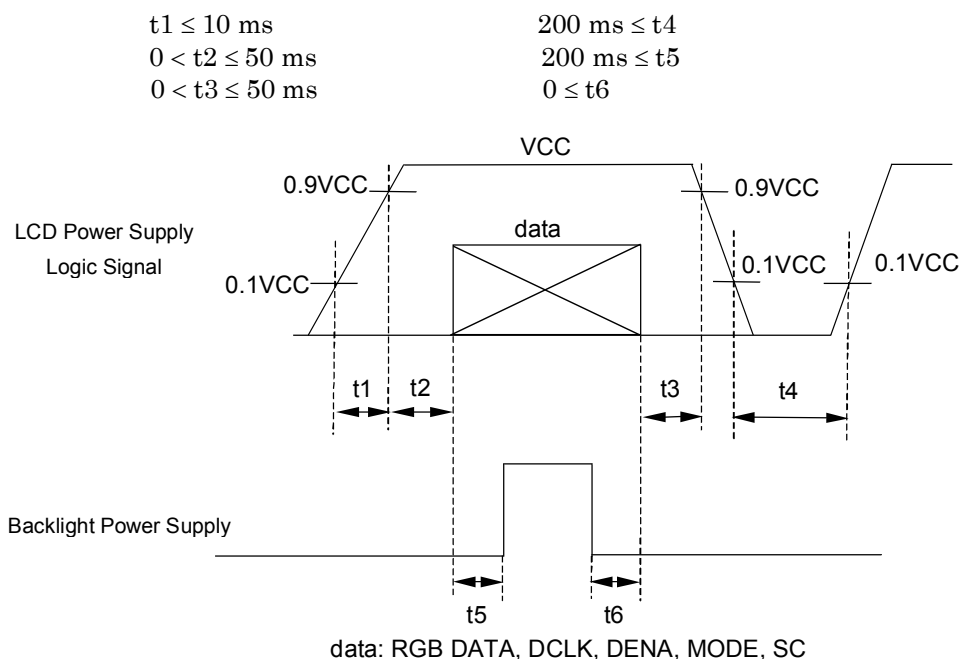 t1 ≤ 10 ms 200 ms ≤ t4
0 < t2 ≤ 50 ms 200 ms ≤ t5
0 < t3 ≤ 50 ms 0 ≤ t6
VCC
0.9VCC 0.9VCC
LCD Power Supply
Logic Signal
data
0.1VCC 0.1VCC 0.1VCC
t1 t2 t3 t4
Backlight Power Supply
t5 t6
data: RGB DATA, DCLK, DENA, MODE, SC